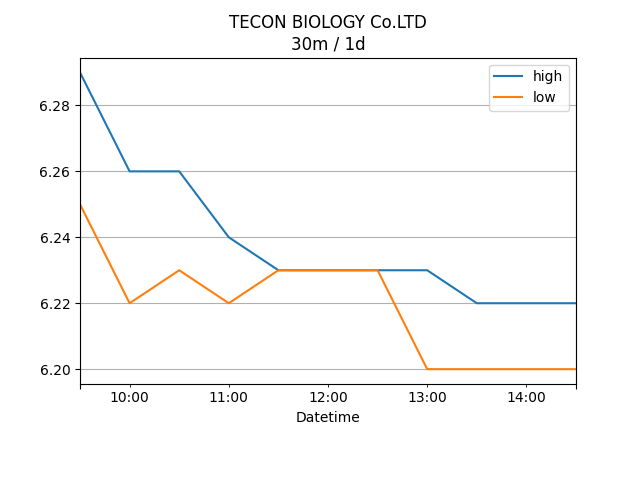 TECON BIOLOGY Co.LTD
30m / 1d
high
low
6.28
6.26
6.24
6.22
6.20
10:00 11:00 12:00 13:00 14:00
Datetime